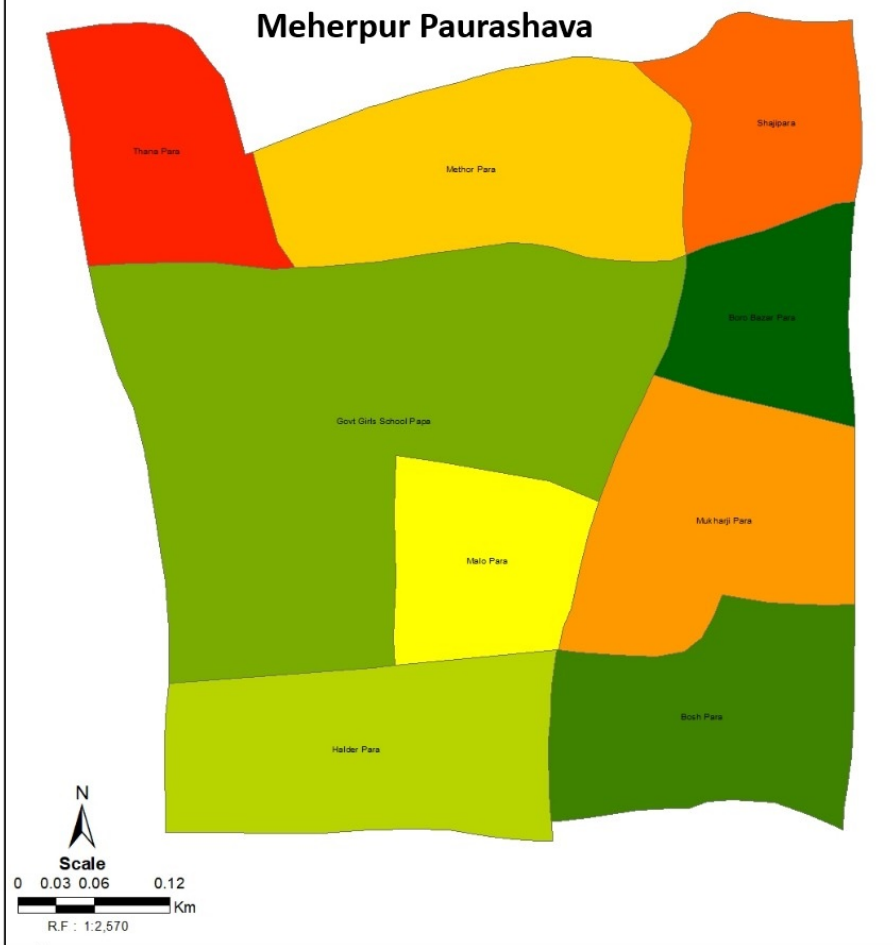 Meherpur Paurashava
Thana Para
Methor Para
Shajipara
Boro Bazar Para
Govt Girls School Papa
Mukharji Para
Malo Para
Bosh Para
Halder Para
N
Scale
0 0.03 0.06 0.12
Km
R.F : 1:2,570